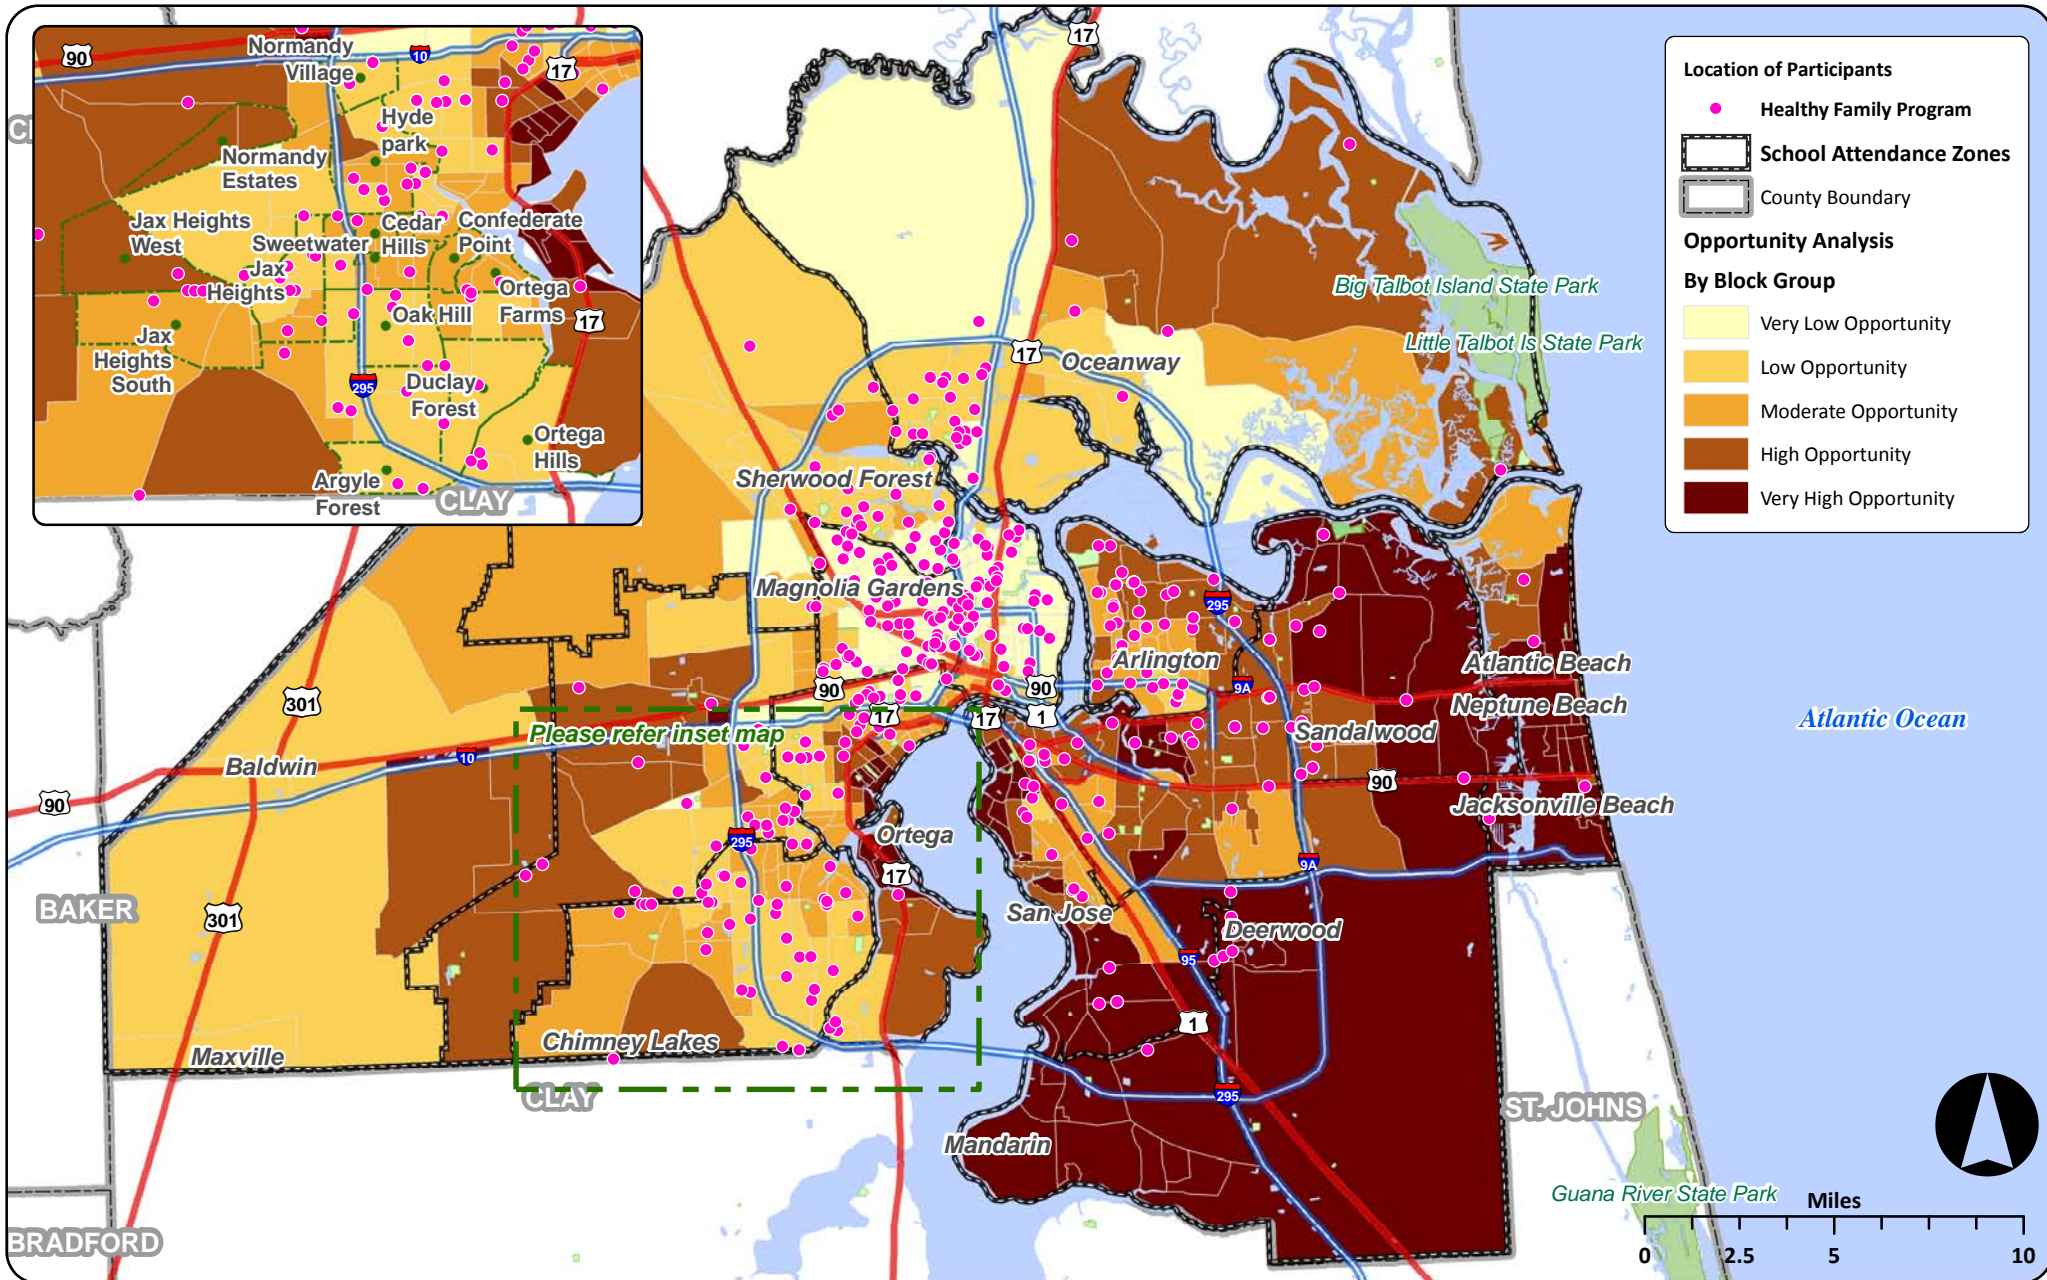 90
Normandy
Village
10
17
Hyde
park
Normandy
Estates
Jax Heights
West
Sweetwater
Cedar
Hills
Confederate
Point
Jax
Heights
Ortega
Farms
Oak Hill
17
Jax
Heights
South
295
Duclay
Forest
Ortega
Hills
Argyle
Forest
CLAY
17
Location of Participants
Healthy Family Program
School Attendance Zones
County Boundary
Opportunity Analysis
By Block Group
Very Low Opportunity
Low Opportunity
Moderate Opportunity
High Opportunity
Very High Opportunity
Big Talbot Island State Park
Little Talbot Is State Park
17
Oceanway
Sherwood Forest
Magnolia Gardens
295
Arlington
Atlantic Beach
90
90
9A
Neptune Beach
301
17
17
1
Atlantic Ocean
Please refer inset map
Sandalwood
10
Baldwin
90
90
Jacksonville Beach
295
Ortega
9A
17
BAKER
301
San Jose
Deerwood
95
1
Chimney Lakes
Maxville
CLAY
295
ST. JOHNS
Mandarin
Guana River State Park
Miles
BRADFORD
0 2.5 5 10